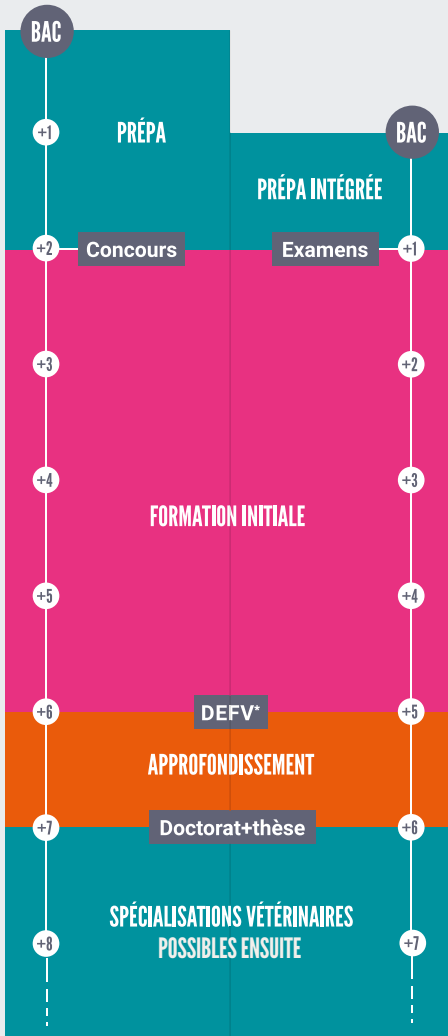 BAC
+1
PRÉPA
BAC
PRÉPA INTÉGRÉE
+2
Concours
Examens
+1
+3
+2
+4
+3
FORMATION INITIALE
+5
+4
+6
DEFV*
+5
APPROFONDISSEMENT
+7
Doctorat+thèse
+6
SPÉCIALISATIONS VÉTÉRINAIRES
POSSIBLES ENSUITE
+8
+7